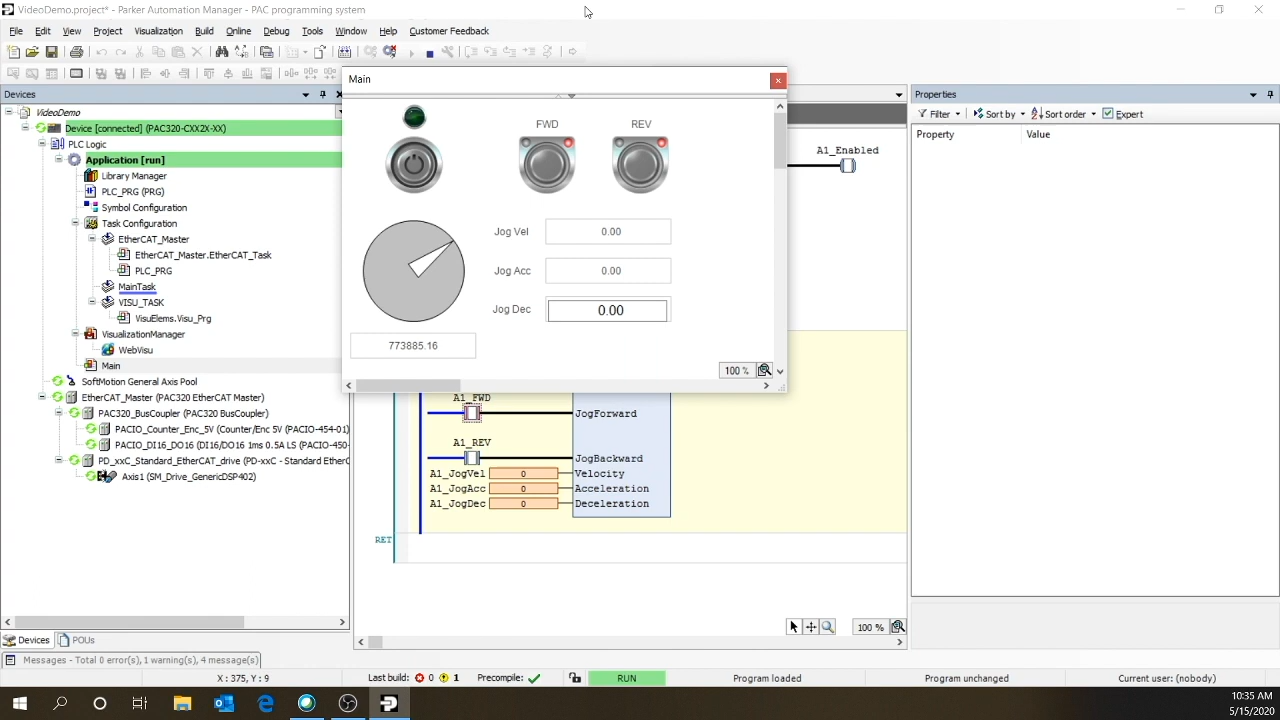 VideoDemo.project* - Parker Automation Manager - PAC programming system
File Edit View Project Visualization Build Online Debug Tools Window Help Customer Feedback
Devices
VideoDemo
Device [connected] (PAC320-CXX2X-XX)
PLC Logic
Application [run]
Library Manager
PLC_PRG (PRG)
Symbol Configuration
Task Configuration
EtherCAT_Master
EtherCAT_Master.EtherCAT_Task
PLC_PRG
MainTask
VISU_TASK
VisuElems.Visu_Prg
VisualizationManager
WebVisu
Main
SoftMotion General Axis Pool
EtherCAT_Master (PAC320 EtherCAT Master)
PAC320_BusCoupler (PAC320 BusCoupler)
PACIO_Counter_Enc_5V (Counter/Enc 5V (PACIO-454-01)
PACIO_DI16_DO16 (DI16/DO16 1ms 0.5A LS (PACIO-450-
PD_xxC_Standard_EtherCAT_drive (PD-xxC - Standard EtherC
Axis1 (SM_Drive_GenericDSP402)
Devices POUs
Main
FWD REV
Jog Vel 0.00
Jog Acc 0.00
Jog Dec 0.00
773885.16
100 %
A1_Enabled
A1_FWD
JogForward
A1_REV
JogBackward
A1_JogVel 0 Velocity
A1_JogAcc 0 Acceleration
A1_JogDec 0 Deceleration
RET
100 %
Properties
Filter Sort by Sort order Expert
Property Value
Messages - Total 0 error(s), 1 warning(s), 4 message(s)
X : 375, Y : 9 Last build: 0 1 Precompile: RUN Program loaded Program unchanged Current user: (nobody)
10:35 AM
5/15/2020